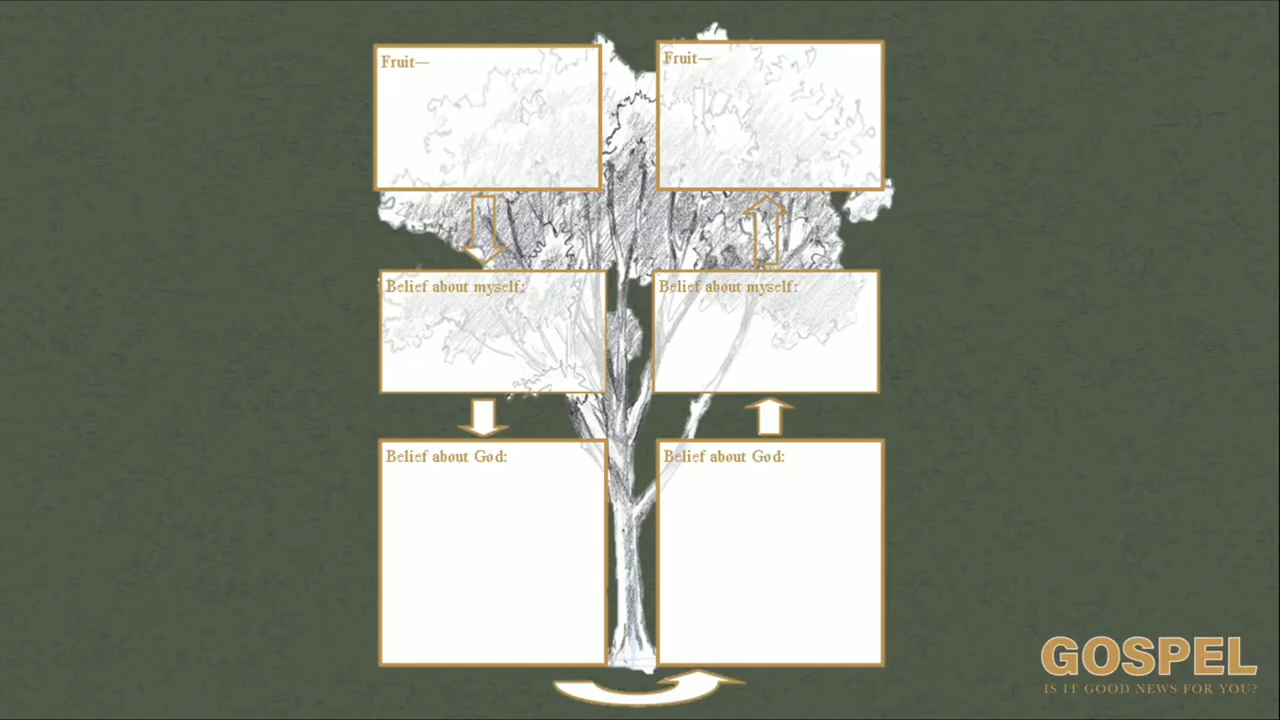 Fruit—
Fruit—
Belief about myself:
Belief about myself:
Belief about God:
Belief about God:
GOSPEL
IS IT GOOD NEWS FOR YOU?